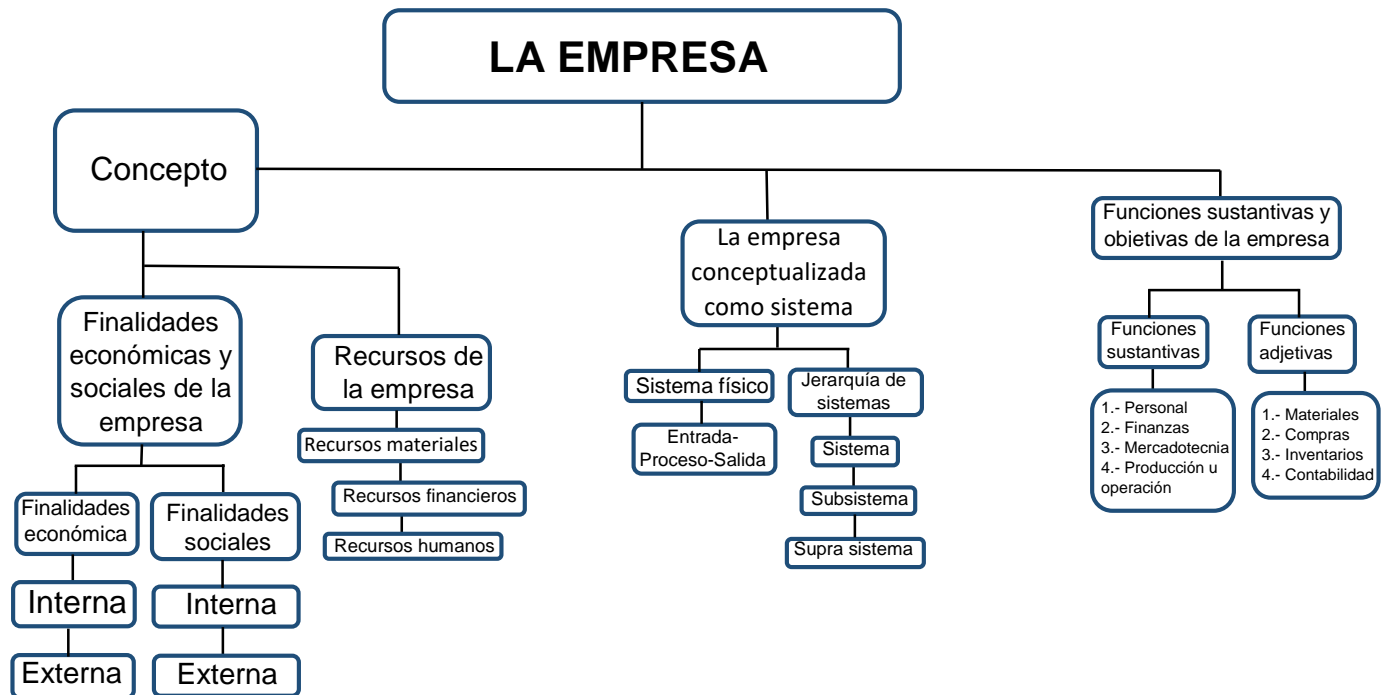 LA EMPRESA
Concepto
Finalidades
económicas y
sociales de la
empresa
Finalidades
económica
Interna
Externa
Finalidades
sociales
Interna
Externa
Recursos de
la empresa
Recursos materiales
Recursos financieros
Recursos humanos
La empresa
conceptualizada
como sistema
Sistema físico
Entrada-
Proceso-Salida
Jerarquía de
sistemas
Sistema
Subsistema
Supra sistema
Funciones sustantivas y
objetivas de la empresa
Funciones
sustantivas
1.- Personal
2.- Finanzas
3.- Mercadotecnia
4.- Producción u
operación
Funciones
adjetivas
1.- Materiales
2.- Compras
3.- Inventarios
4.- Contabilidad